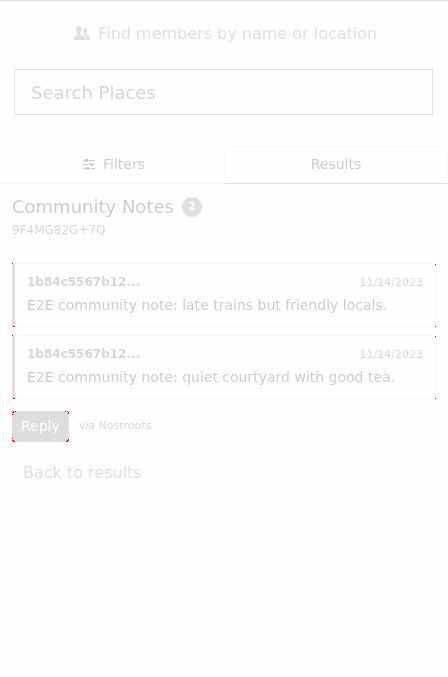 Find members by name or location
Search Places
Filters
Results
Community Notes 2
9F4MG82G+7Q
1b84c5567b12... 11/14/2023
E2E community note: late trains but friendly locals.
1b84c5567b12... 11/14/2023
E2E community note: quiet courtyard with good tea.
Reply via Nostroots
Back to results